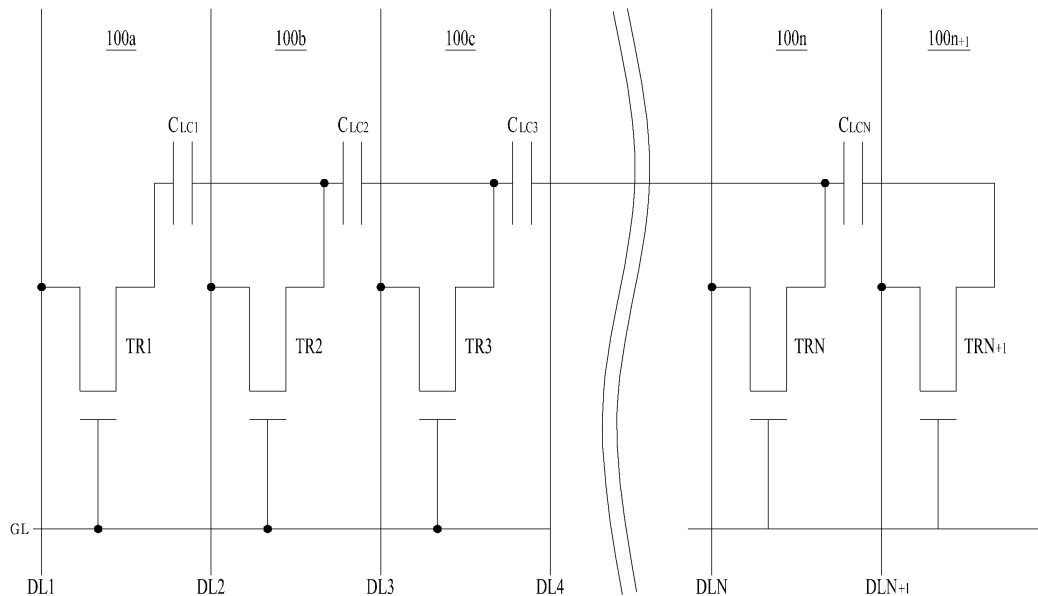 100a 100b 100c 100n 100n+1
CLC1 CLC2 CLC3 CLCN
TR1 TR2 TR3 TRN TRN+1
GL
DL1 DL2 DL3 DL4 DLN DLN+1